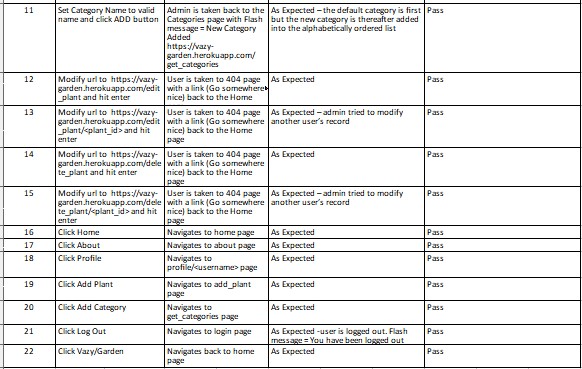 11 Set Category Name to valid Admin is taken back to the As Expected – the default category is first Pass
name and click ADD button Categories page with Flash but the new category is thereafter added
message = New Category into the alphabetically ordered list
Added
https://vazy-
garden.herokuapp.com/
get_categories
12 Modify url to https://vazy- User is taken to 404 page As Expected Pass
garden.herokuapp.com/edit with a link (Go somewhere
_plant and hit enter nice) back to the Home
13 Modify url to https://vazy- User is taken to 404 page As Expected – admin tried to modify Pass
garden.herokuapp.com/edit with a link (Go somewhere another user's record
_plant/<plant_id> and hit nice) back to the Home
enter page
14 Modify url to https://vazy- User is taken to 404 page As Expected Pass
garden.herokuapp.com/dele with a link (Go somewhere
te_plant and hit enter nice) back to the Home
page
15 Modify url to https://vazy- User is taken to 404 page As Expected – admin tried to modify Pass
garden.herokuapp.com/dele with a link (Go somewhere another user's record
te_plant/<plant_id> and hit nice) back to the Home
enter page
16 Click Home Navigates to home page As Expected Pass
17 Click About Navigates to about page As Expected Pass
18 Click Profile Navigates to As Expected Pass
profile/<username> page
19 Click Add Plant Navigates to add_plant As Expected Pass
page
20 Click Add Category Navigates to As Expected Pass
get_categories page
21 Click Log Out Navigates to login page As Expected -user is logged out. Flash Pass
message = You have been logged out
22 Click Vazy/Garden Navigates back to home As Expected Pass
page